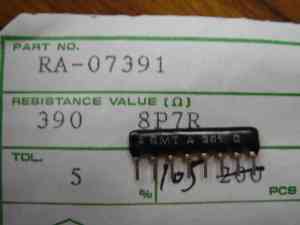 PART NO.
RA-07391
RESISTANCE VALUE (Ω)
390 8P7R
TOL.
5 % 165 200 PCS